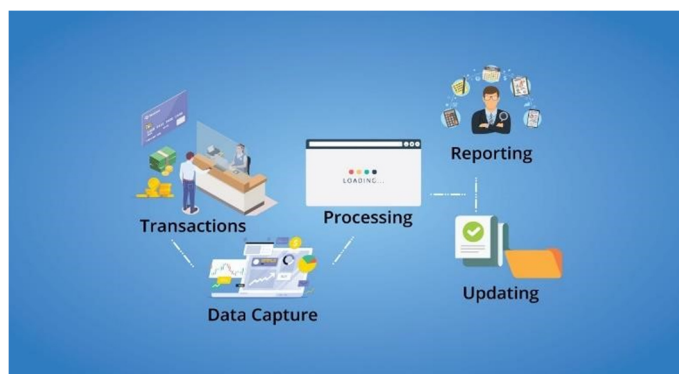 Transactions
Data Capture
LOADING...
Processing
Reporting
Updating